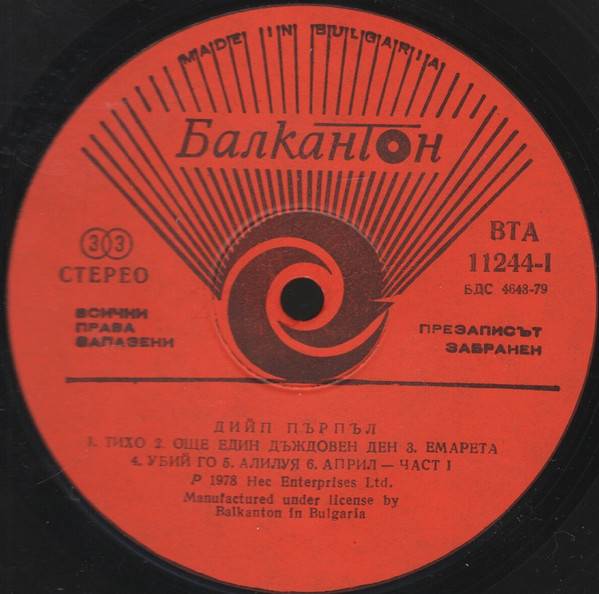 MADE IN BULGARIA
Балкантон
33
СТЕРЕО
ВТА
11244-I
БДС 4643-79
ВСИЧКИ
ПРАВА
ЗАПАЗЕНИ
ПРЕЗАПИСЪТ
ЗАБРАНЕН
ДИЙП ПЪРПЪЛ
1. ТИХО 2. ОЩЕ ЕДИН ДЪЖДОВЕН ДЕН 3. ЕМАРЕТА
4. УБИЙ ГО 5. АЛИЛУЯ 6. АПРИЛ — ЧАСТ I
P 1978 Hec Enterprises Ltd.
Manufactured under license by
Balkanton in Bulgaria